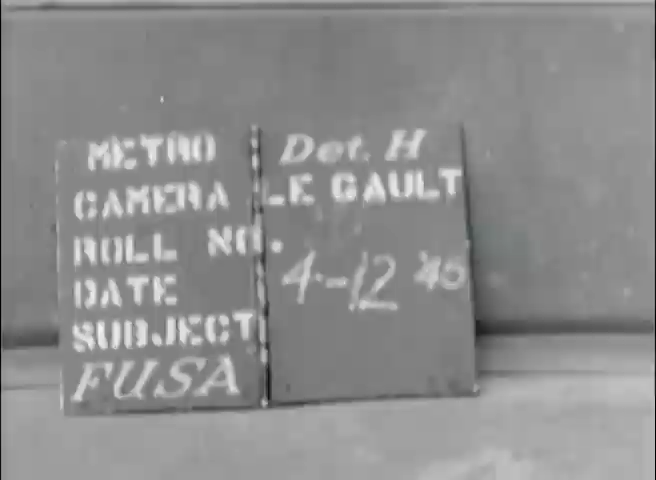 METRO Det. H
CAMERA LE GAULT
ROLL NO.
DATE 4-12 '45
SUBJECT
FUSA